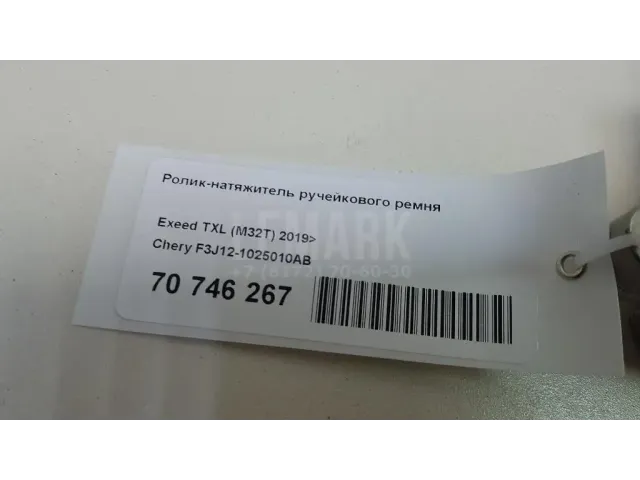 Ролик-натяжитель ручейкового ремня
Exeed TXL (M32T) 2019>
Chery F3J12-1025010AB
70 746 267